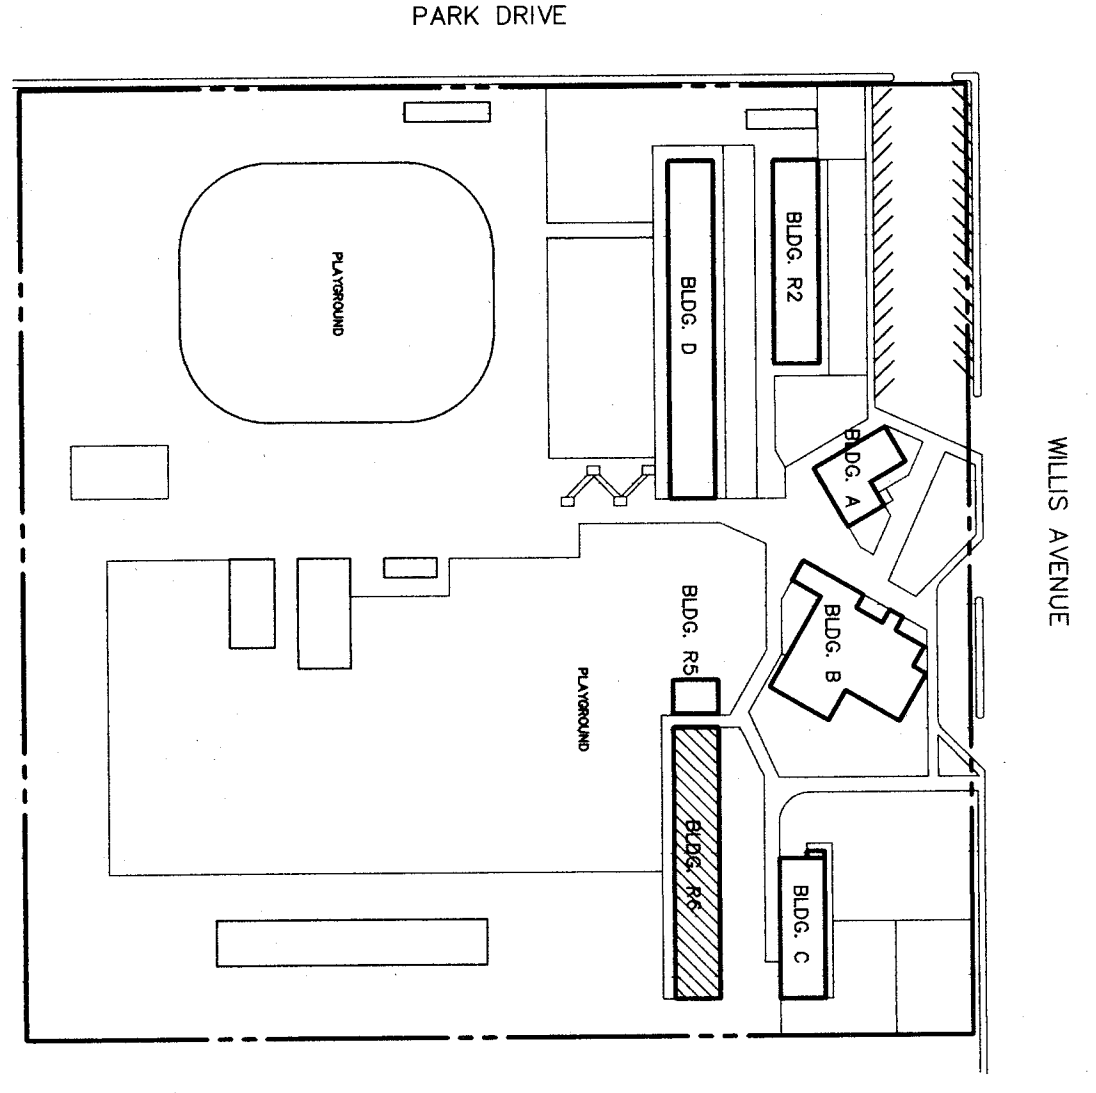 PARK DRIVE
BLDG. R2
PLAYGROUND
BLDG. D
BLDG. A
WILLIS AVENUE
BLDG. R5
BLDG. B
PLAYGROUND
BLDG. R6
BLDG. C